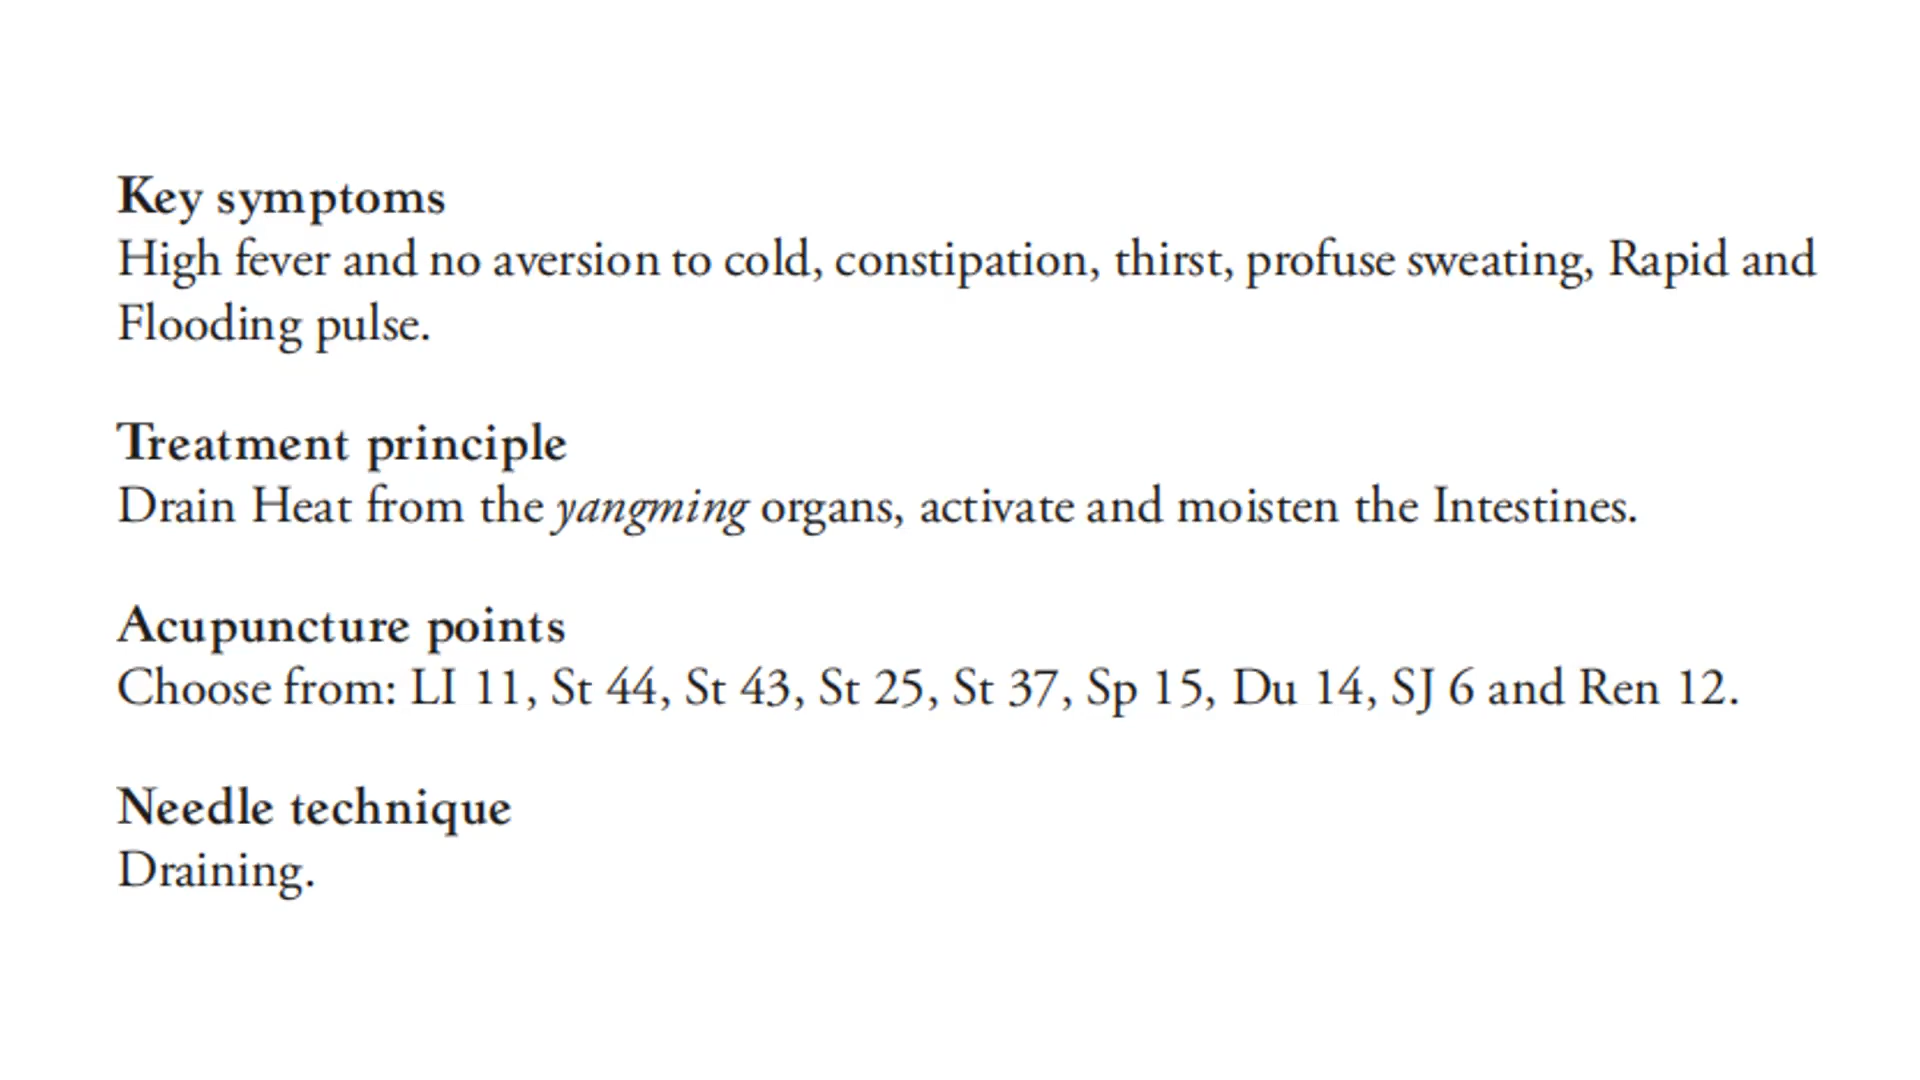 Key symptoms
High fever and no aversion to cold, constipation, thirst, profuse sweating, Rapid and
Flooding pulse.
Treatment principle
Drain Heat from the yangming organs, activate and moisten the Intestines.
Acupuncture points
Choose from: LI 11, St 44, St 43, St 25, St 37, Sp 15, Du 14, SJ 6 and Ren 12.
Needle technique
Draining.